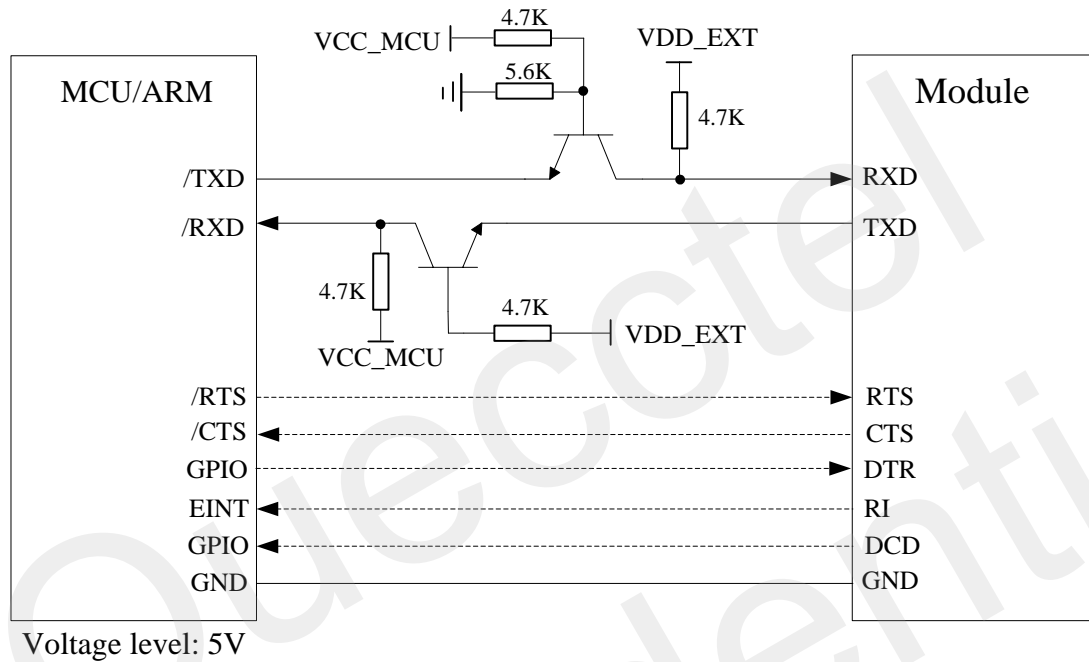 4.7K
VCC_MCU
VDD_EXT
5.6K
MCU/ARM
Module
4.7K
/TXD
RXD
/RXD
TXD
4.7K
4.7K
VDD_EXT
VCC_MCU
/RTS
RTS
/CTS
CTS
GPIO
DTR
EINT
RI
GPIO
DCD
GND
GND
Voltage level: 5V
Quectel